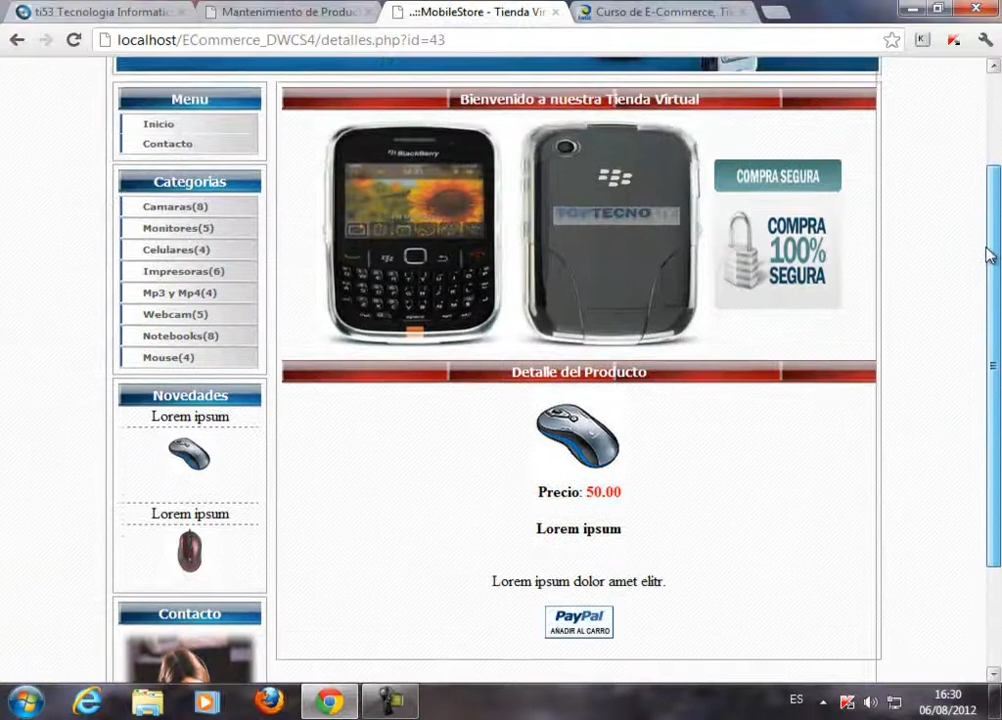 ti53 Tecnologia Informatic
Mantenimiento de Produc
..::MobileStore - Tienda Vir
Curso de E-Commerce, Tie
localhost/ECommerce_DWCS4/detalles.php?id=43
Menu
Inicio
Contacto
Categorias
Camaras(8)
Monitores(5)
Celulares(4)
Impresoras(6)
Mp3 y Mp4(4)
Webcam(5)
Notebooks(8)
Mouse(4)
Novedades
Lorem ipsum
Lorem ipsum
Contacto
Bienvenido a nuestra Tienda Virtual
BlackBerry
TOPTECNO
COMPRA SEGURA
COMPRA
100%
SEGURA
Detalle del Producto
Precio: 50.00
Lorem ipsum
Lorem ipsum dolor amet elitr.
PayPal
AÑADIR AL CARRO
ES
16:30
06/08/2012